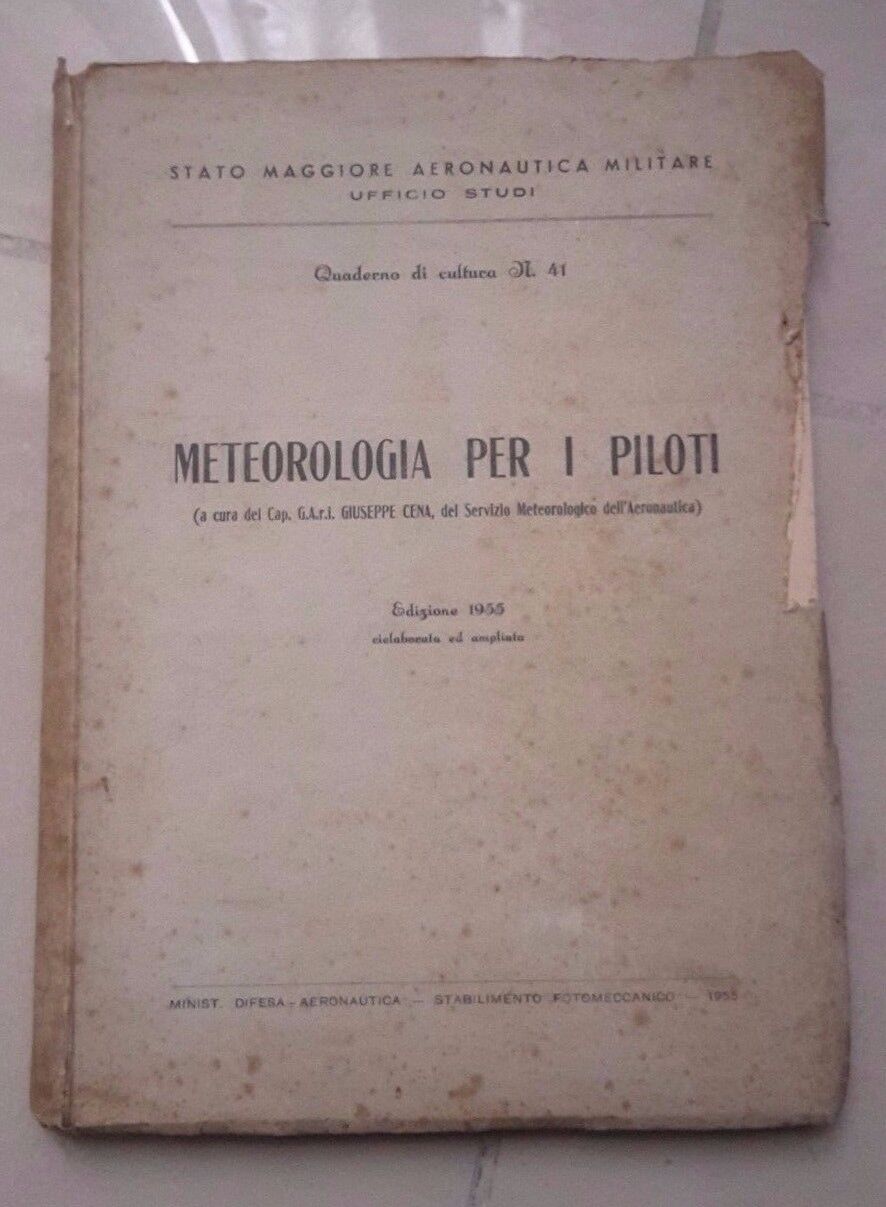 STATO MAGGIORE AERONAUTICA MILITARE
UFFICIO STUDI
Quaderno di cultura N. 41
METEOROLOGIA PER I PILOTI
(a cura del Cap. G.A.r.i. GIUSEPPE CENA, del Servizio Meteorologico dell'Aeronautica)
Edizione 1955
rielaborata ed ampliata
MINIST. DIFESA - AERONAUTICA — STABILIMENTO FOTOMECCANICO — 1955